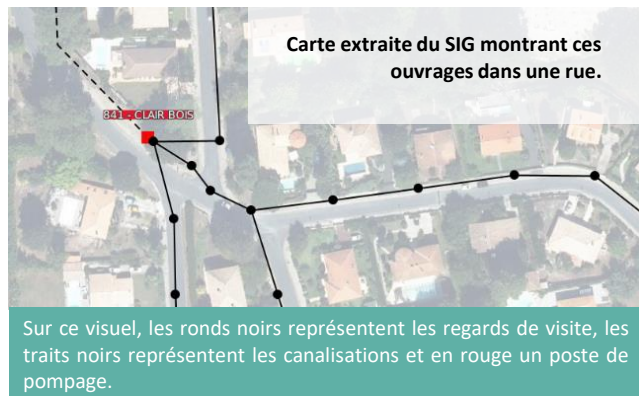 Carte extraite du SIG montrant ces
ouvrages dans une rue.
841 - CLAIR BOIS
Sur ce visuel, les ronds noirs représentent les regards de visite, les
traits noirs représentent les canalisations et en rouge un poste de
pompage.